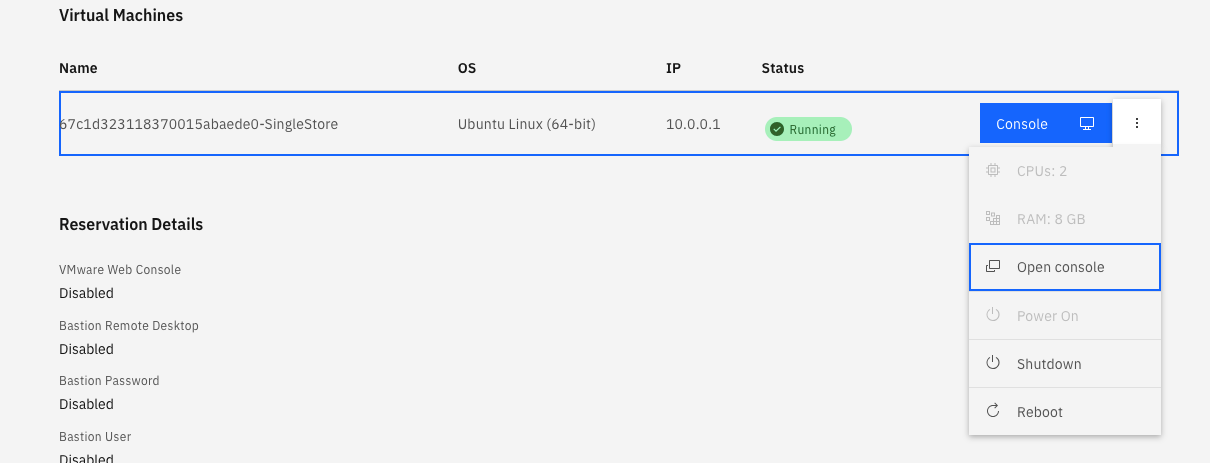 Virtual Machines
Name OS IP Status
67c1d323118370015abaede0-SingleStore Ubuntu Linux (64-bit) 10.0.0.1 Running Console
CPUs: 2
RAM: 8 GB
Open console
Power On
Shutdown
Reboot
Reservation Details
VMware Web Console
Disabled
Bastion Remote Desktop
Disabled
Bastion Password
Disabled
Bastion User
Disabled